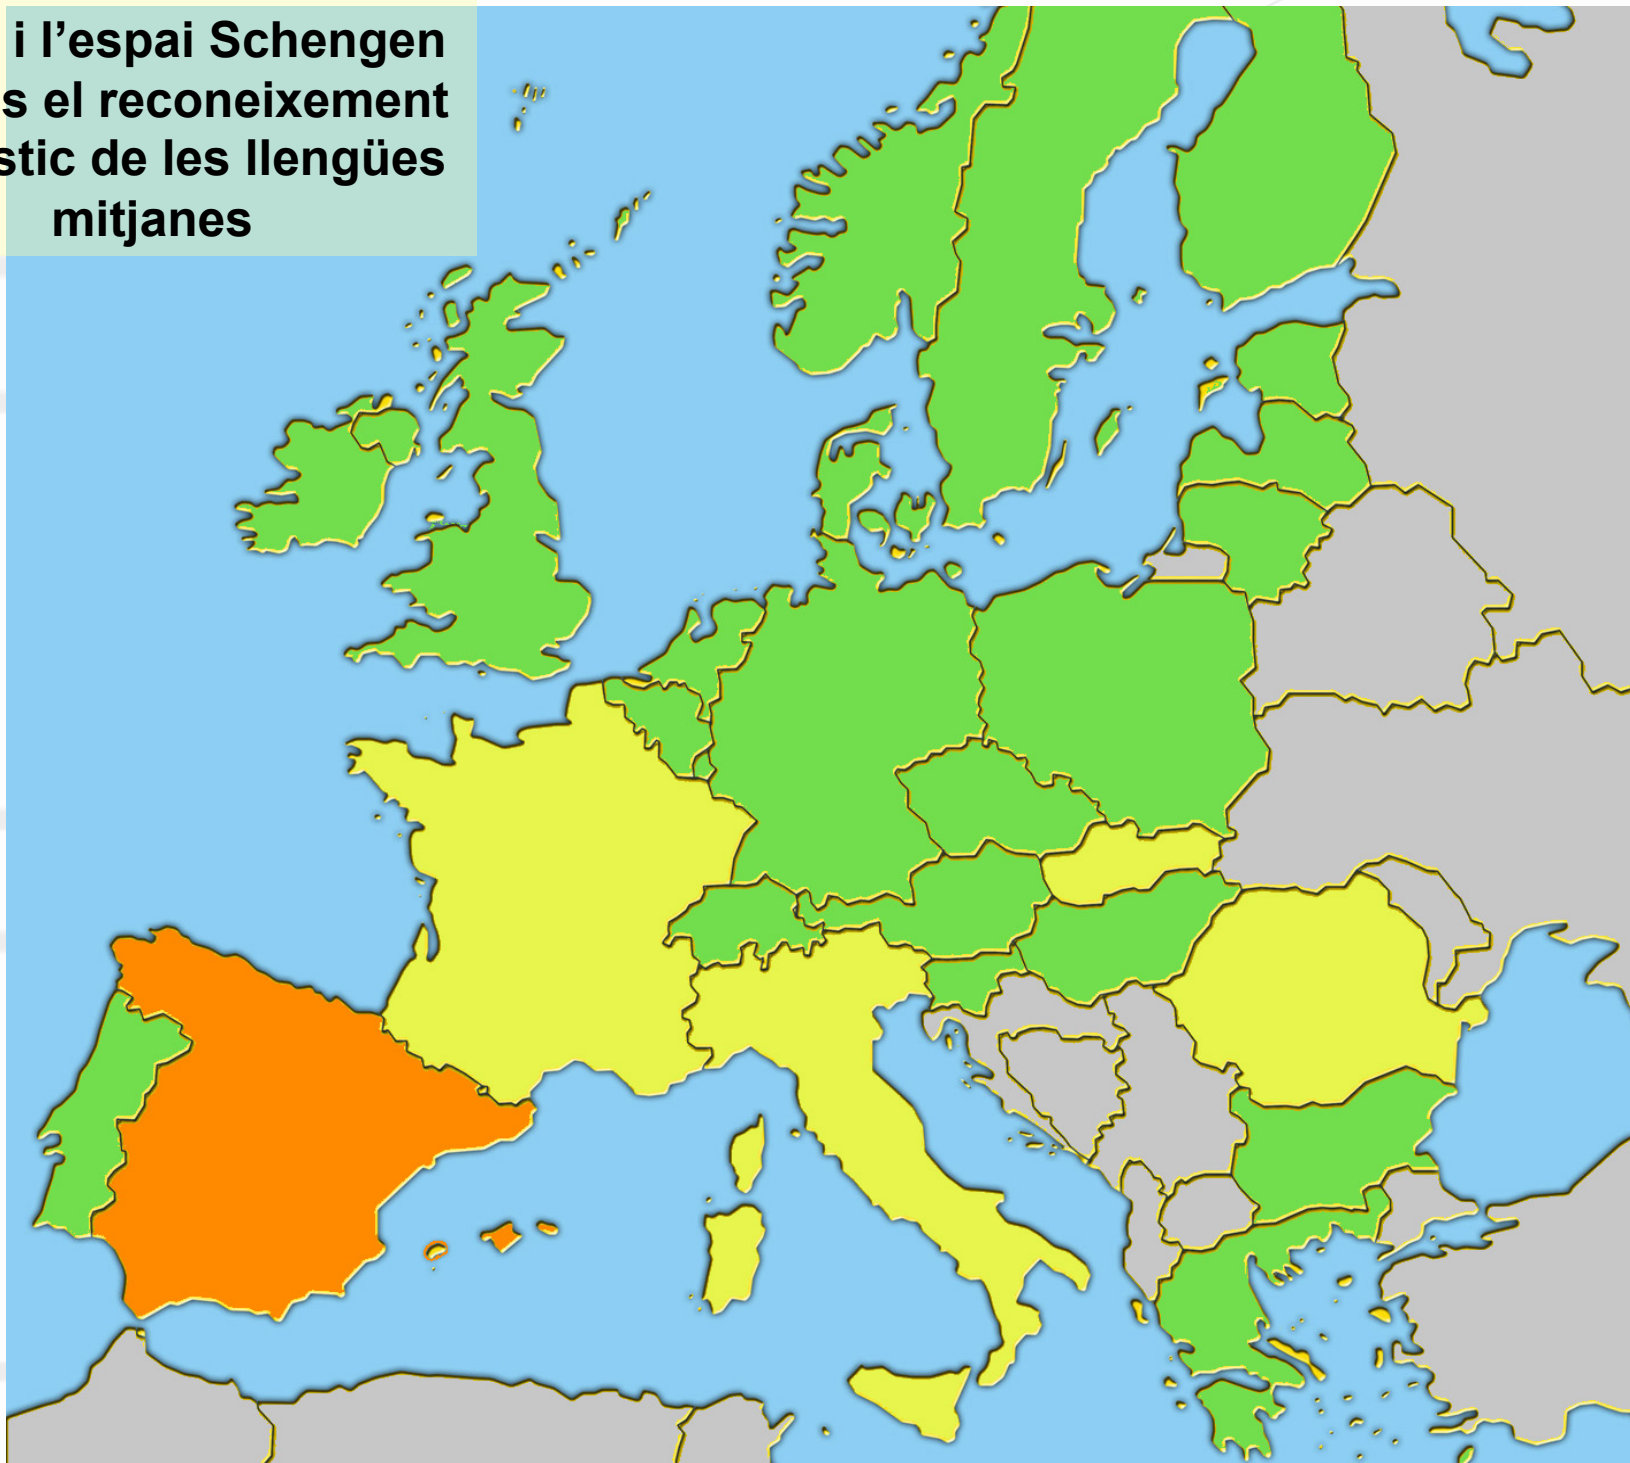 i l’espai Schengen
s el reconeixement
stic de les llengües
mitjanes